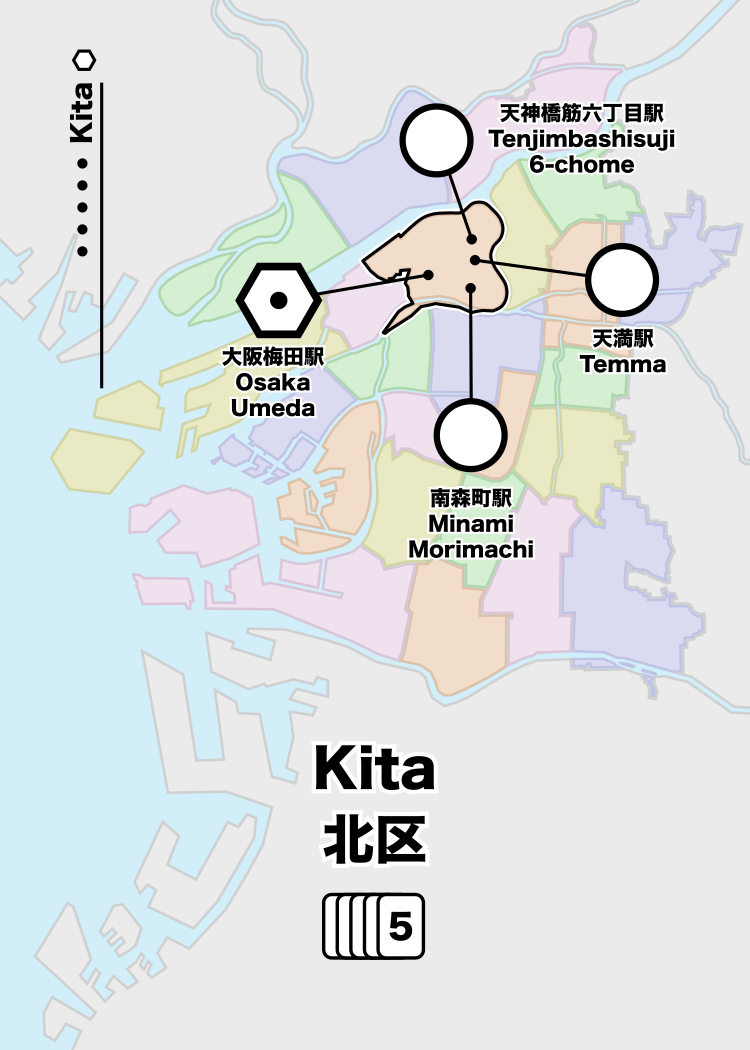 Kita
天神橋筋六丁目駅
Tenjimbashisuji
6-chome
大阪梅田駅
Osaka
Umeda
天満駅
Temma
南森町駅
Minami
Morimachi
Kita
北区
5